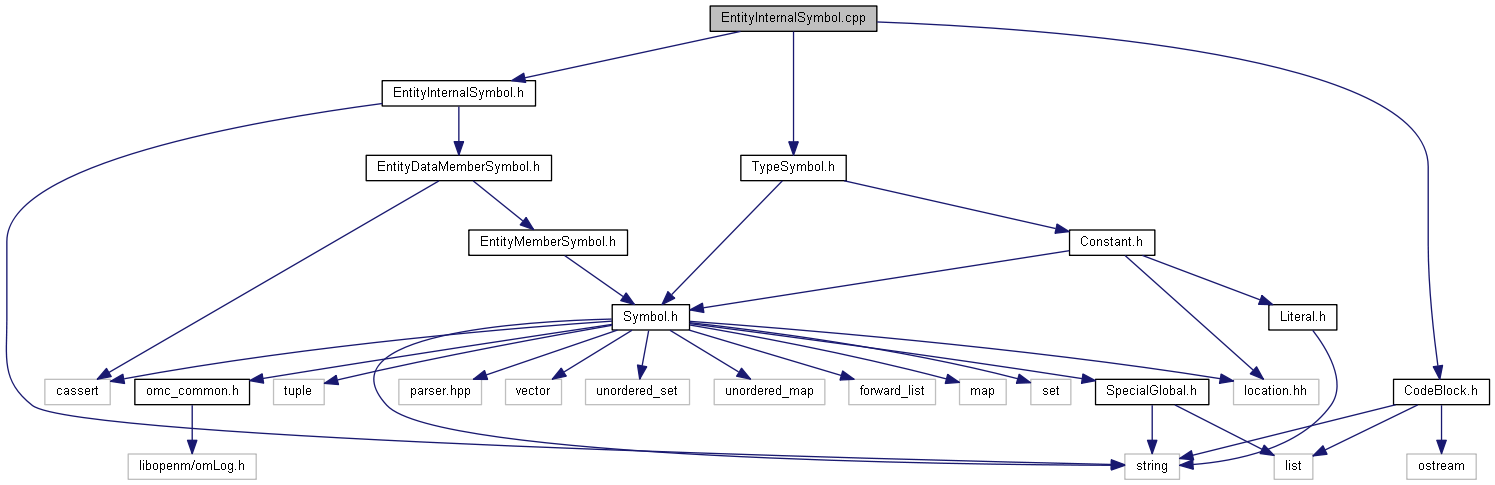 EntityInternalSymbol.cpp
EntityInternalSymbol.h
EntityDataMemberSymbol.h
TypeSymbol.h
EntityMemberSymbol.h
Constant.h
Symbol.h
Literal.h
cassert
omc_common.h
tuple
parser.hpp
vector
unordered_set
unordered_map
forward_list
map
set
SpecialGlobal.h
location.hh
CodeBlock.h
libopenm/omLog.h
string
list
ostream